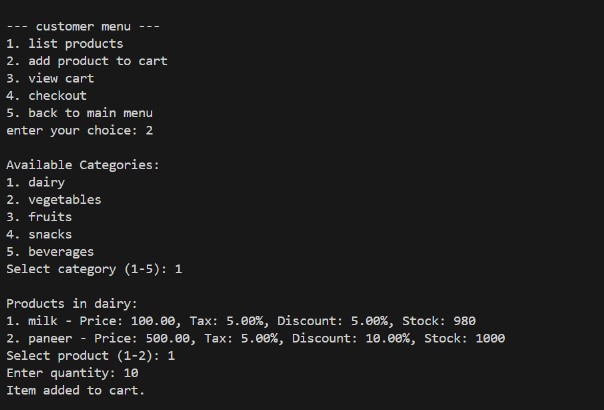 --- customer menu ---
1. list products
2. add product to cart
3. view cart
4. checkout
5. back to main menu
enter your choice: 2
Available Categories:
1. dairy
2. vegetables
3. fruits
4. snacks
5. beverages
Select category (1-5): 1
Products in dairy:
1. milk - Price: 100.00, Tax: 5.00%, Discount: 5.00%, Stock: 980
2. paneer - Price: 500.00, Tax: 5.00%, Discount: 10.00%, Stock: 1000
Select product (1-2): 1
Enter quantity: 10
Item added to cart.